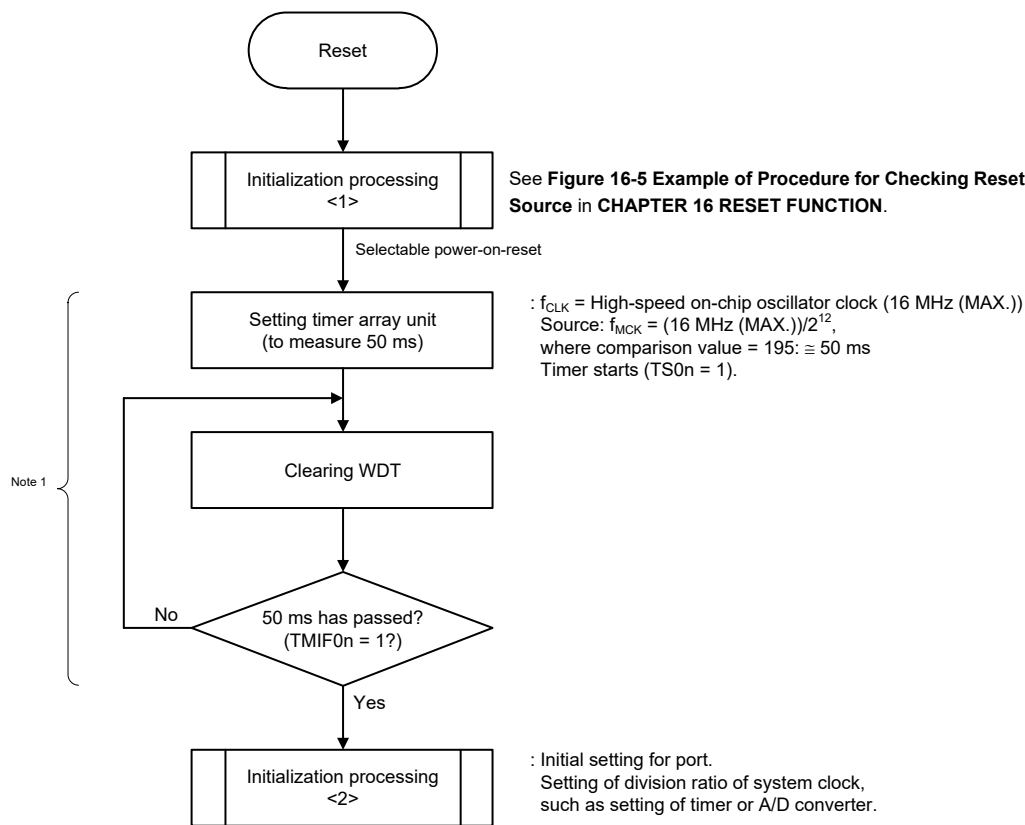 Reset
Initialization processing
<1>
See Figure 16-5 Example of Procedure for Checking Reset
Source in CHAPTER 16 RESET FUNCTION.
Selectable power-on-reset
Setting timer array unit
(to measure 50 ms)
: fCLK = High-speed on-chip oscillator clock (16 MHz (MAX.))
Source: fMCK = (16 MHz (MAX.))/2¹²,
where comparison value = 195: ≅ 50 ms
Timer starts (TS0n = 1).
Clearing WDT
Note 1
No
50 ms has passed?
(TMIF0n = 1?)
Yes
Initialization processing
<2>
: Initial setting for port.
Setting of division ratio of system clock,
such as setting of timer or A/D converter.